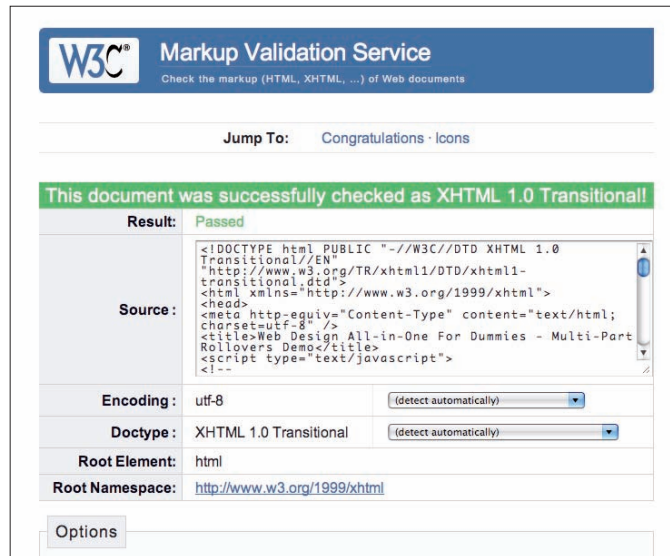 W3C®
Markup Validation Service
Check the markup (HTML, XHTML, ...) of Web documents
Jump To: Congratulations · Icons
This document was successfully checked as XHTML 1.0 Transitional!
Result: Passed
Source :
<!DOCTYPE html PUBLIC "-//W3C//DTD XHTML 1.0
Transitional//EN"
"http://www.w3.org/TR/xhtml1/DTD/xhtml1-
transitional.dtd">
<html xmlns="http://www.w3.org/1999/xhtml">
<head>
<meta http-equiv="Content-Type" content="text/html;
charset=utf-8" />
<title>Web Design All-in-One For Dummies - Multi-Part
Rollovers Demo</title>
<script type="text/javascript">
<!--
Encoding : utf-8 (detect automatically)
Doctype : XHTML 1.0 Transitional (detect automatically)
Root Element: html
Root Namespace: http://www.w3.org/1999/xhtml
Options